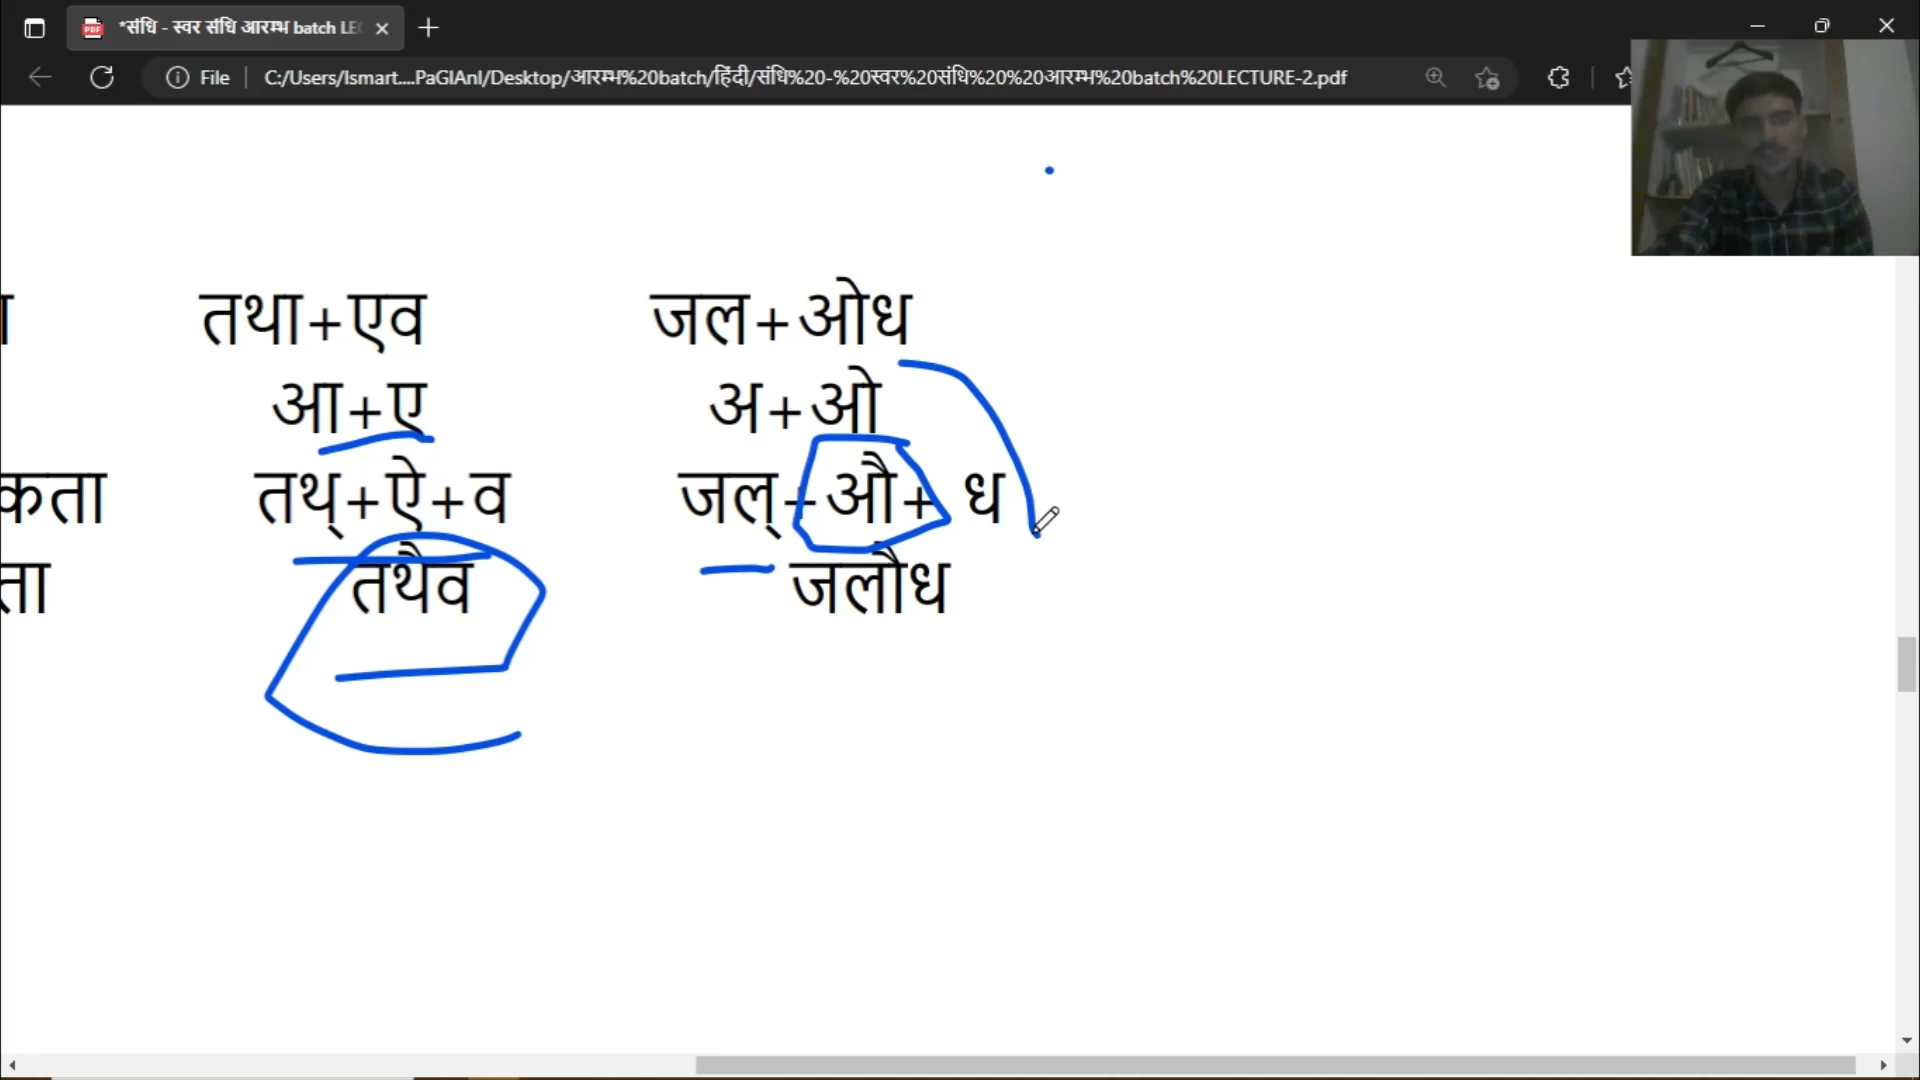 *संधि - स्वर संधि आरम्भ batch LE
File C:/Users/Ismart....PaGIAnI/Desktop/आरम्भ%20batch/हिंदी/संधि%20-%20स्वर%20संधि%20%20आरम्भ%20batch%20LECTURE-2.pdf
तथा+एव जल+ओध
आ+ए अ+ओ
कता तथ्+ऐ+व जल्+औ+ ध
ता तथैव जलौध